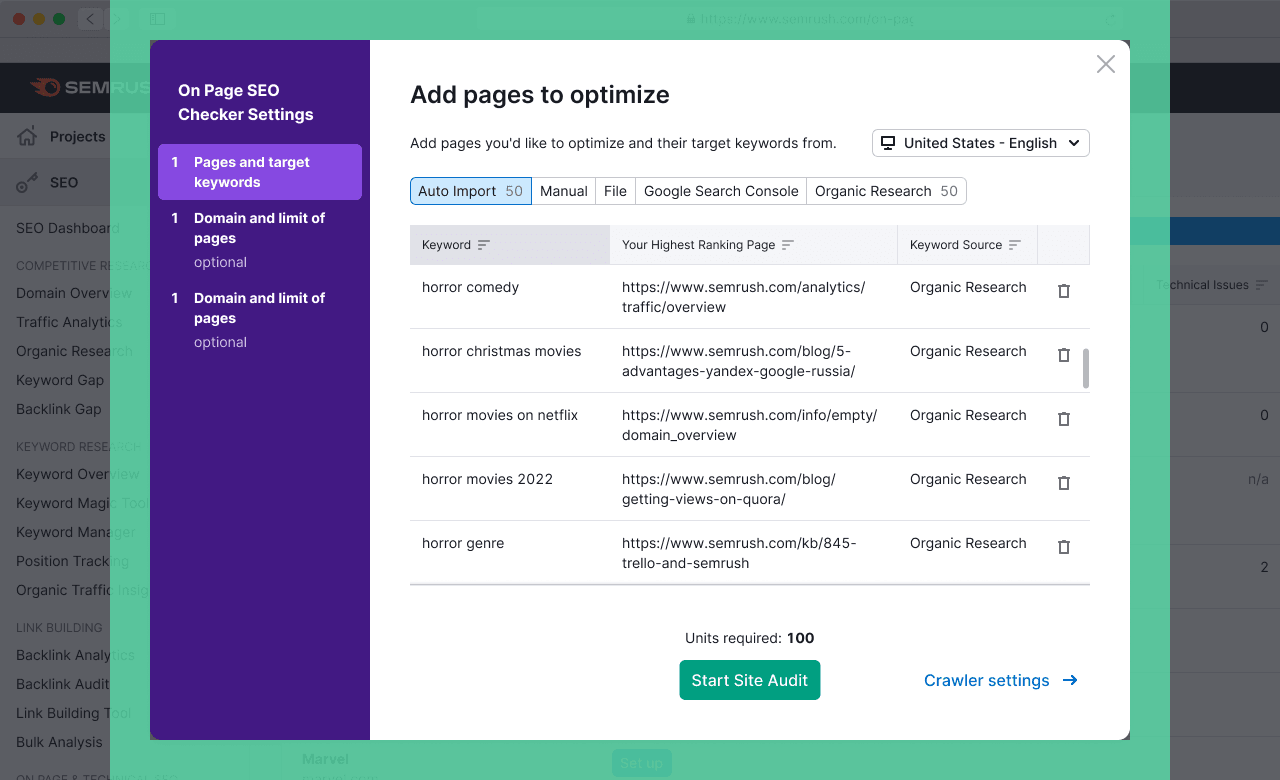 https://www.semrush.com/on-pag
SEMRUSH
Projects
SEO
SEO Dashboard
COMPETITIVE RESEARCH
Domain Overview
Traffic Analytics
Organic Research
Keyword Gap
Backlink Gap
KEYWORD RESEARCH
Keyword Overview
Keyword Magic Tool
Keyword Manager
Position Tracking
Organic Traffic Insig
LINK BUILDING
Backlink Analytics
Backlink Audit
Link Building Tool
Bulk Analysis
ON PAGE & TECHNICAL SEO
On Page SEO
Checker Settings
1 Pages and target
keywords
1 Domain and limit of
pages
optional
1 Domain and limit of
pages
optional
Add pages to optimize
Add pages you'd like to optimize and their target keywords from.
United States - English
Auto Import 50 Manual File Google Search Console Organic Research 50
Keyword Your Highest Ranking Page Keyword Source
horror comedy https://www.semrush.com/analytics/ Organic Research
traffic/overview
horror christmas movies https://www.semrush.com/blog/5- Organic Research
advantages-yandex-google-russia/
horror movies on netflix https://www.semrush.com/info/empty/ Organic Research
domain_overview
horror movies 2022 https://www.semrush.com/blog/ Organic Research
getting-views-on-quora/
horror genre https://www.semrush.com/kb/845- Organic Research
trello-and-semrush
Units required: 100
Start Site Audit
Crawler settings
Technical Issues
0
0
n/a
2
Marvel
marvel.com
Set up